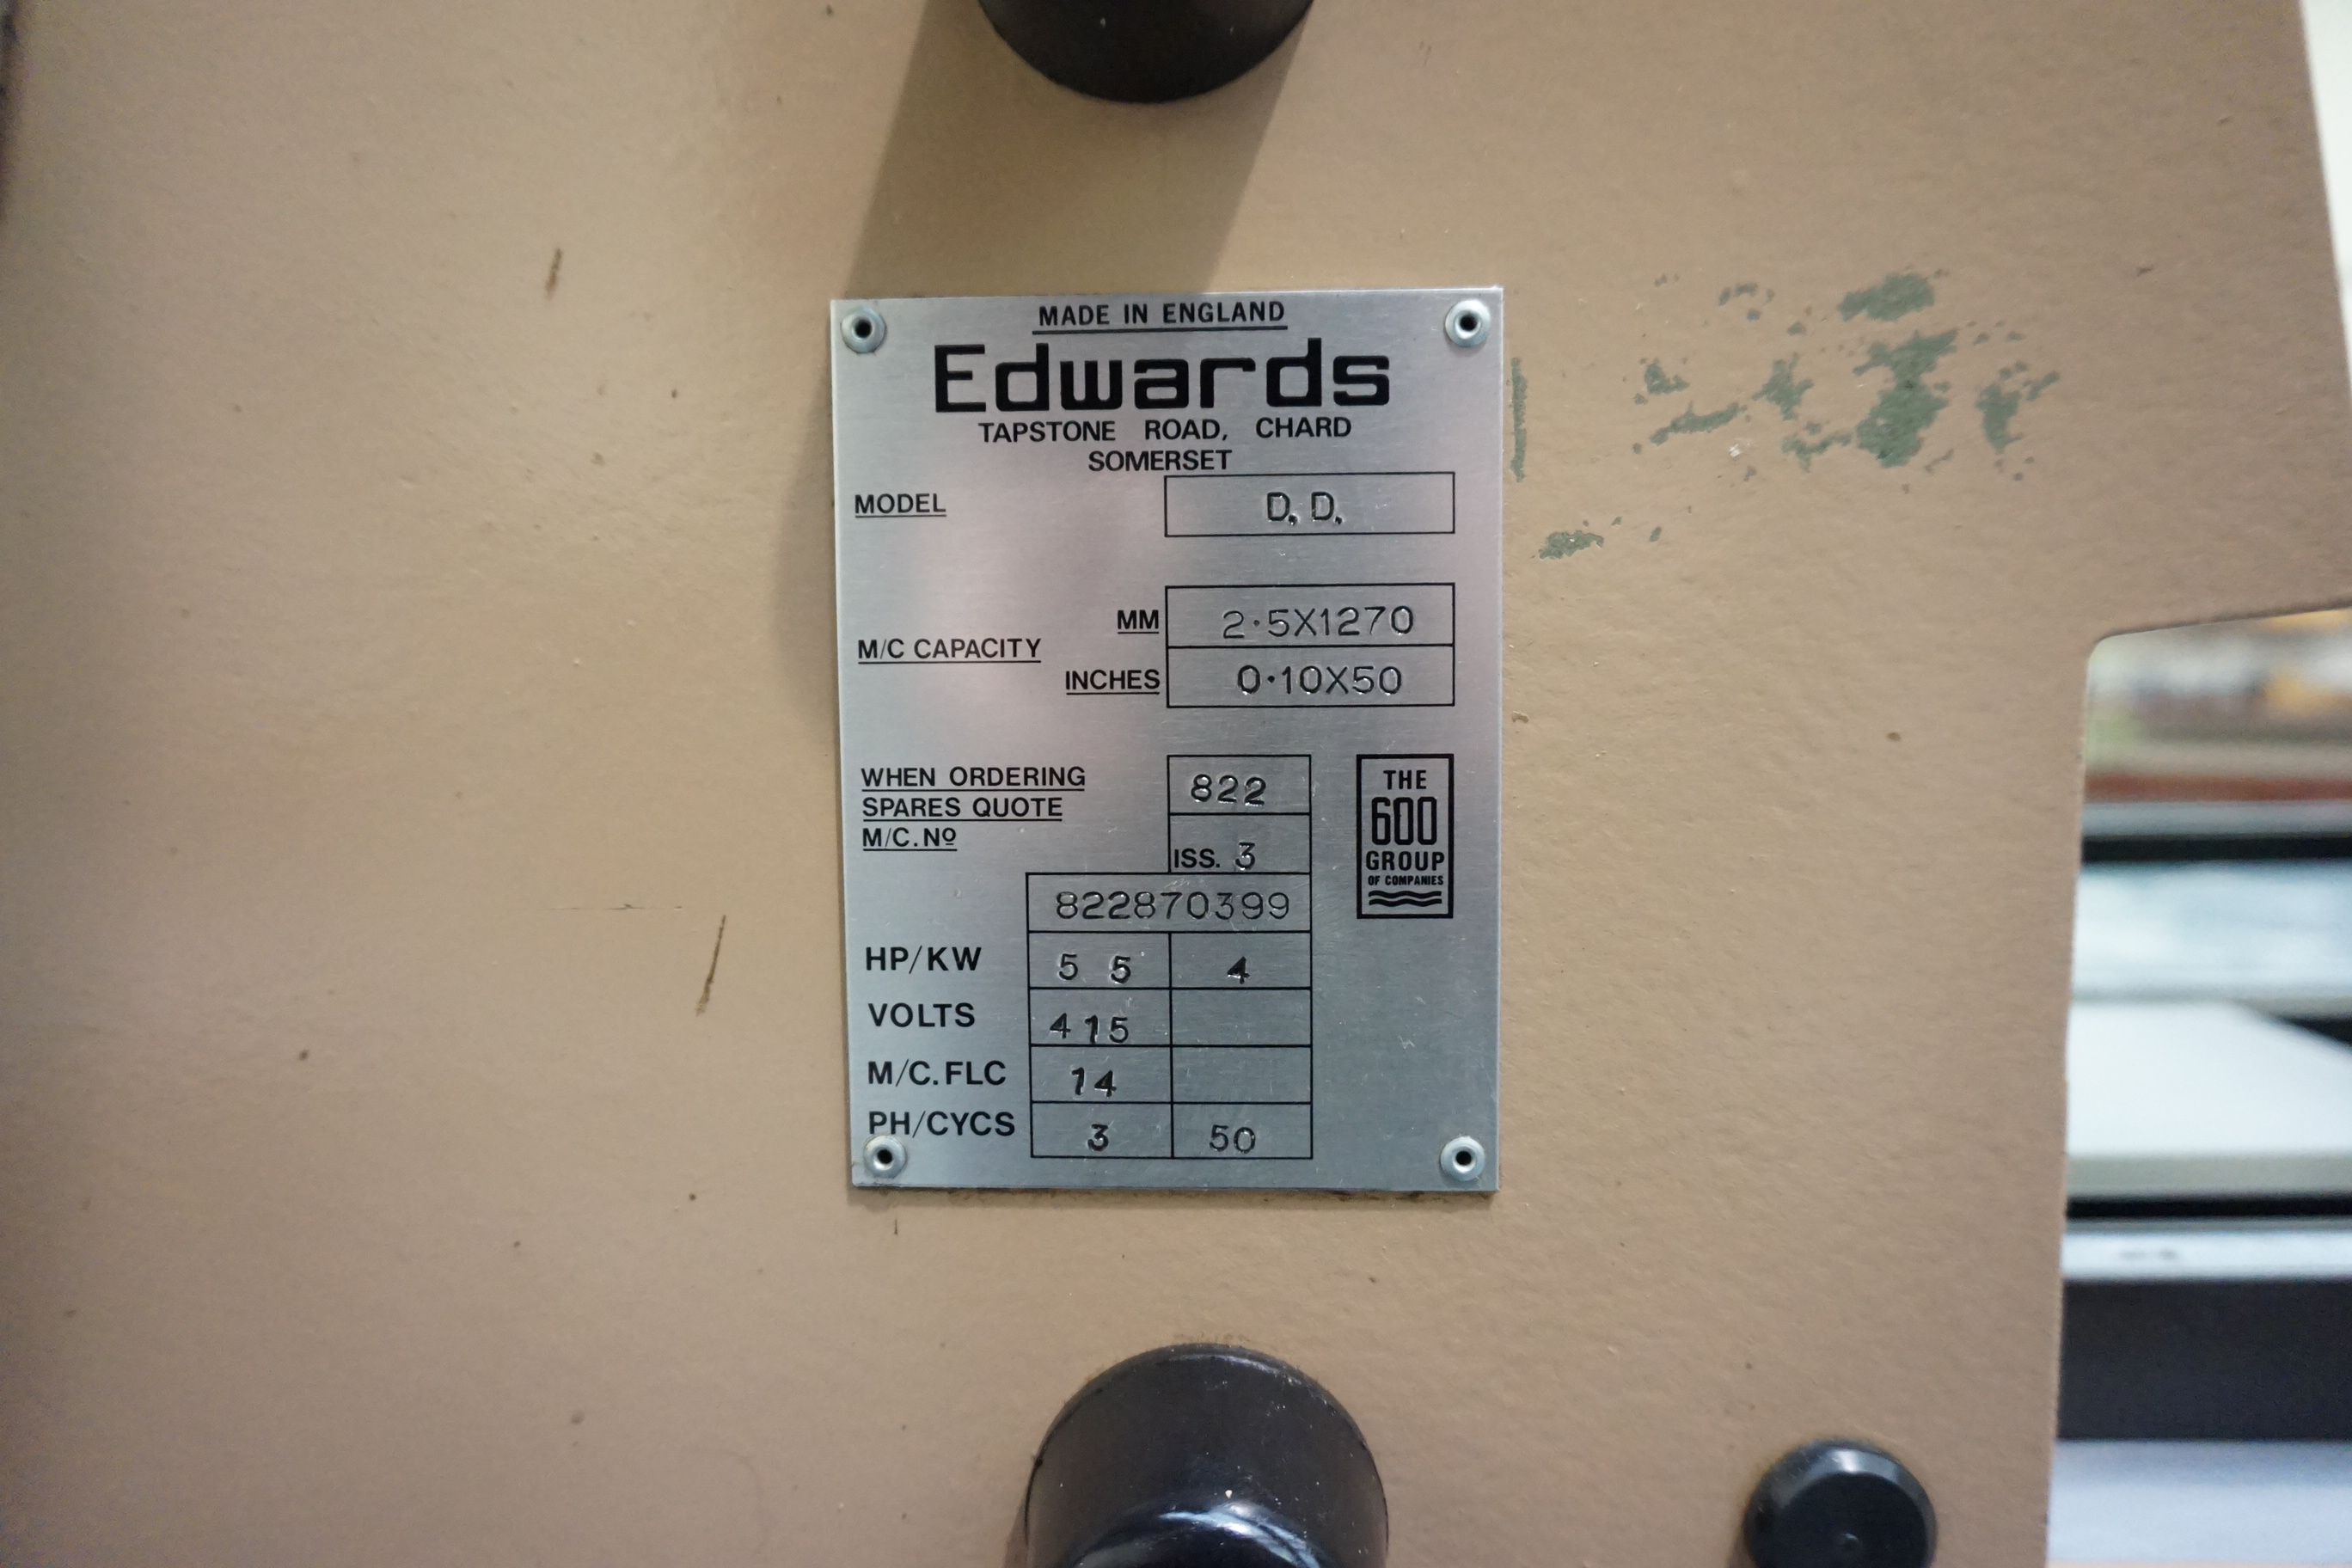 MADE IN ENGLAND
Edwards
TAPSTONE ROAD, CHARD
SOMERSET
MODEL D.D.
M/C CAPACITY
MM 2·5X1270
INCHES 0·10X50
WHEN ORDERING
SPARES QUOTE
M/C.Nº
822
ISS. 3
822870399
THE
600
GROUP
OF COMPANIES
HP/KW 5 5 4
VOLTS 415
M/C.FLC 14
PH/CYCS 3 50